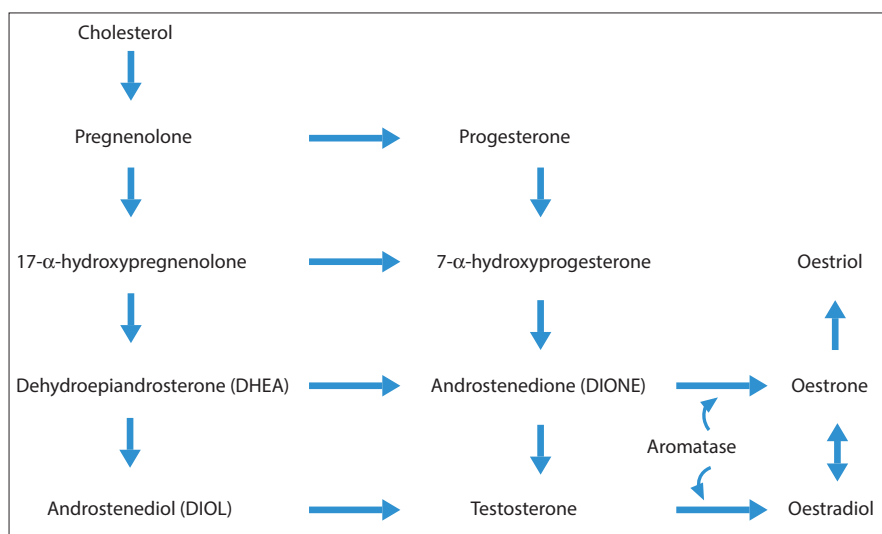 Cholesterol
Pregnenolone
Progesterone
17-α-hydroxypregnenolone
7-α-hydroxyprogesterone
Oestriol
Dehydroepiandrosterone (DHEA)
Androstenedione (DIONE)
Oestrone
Aromatase
Androstenediol (DIOL)
Testosterone
Oestradiol